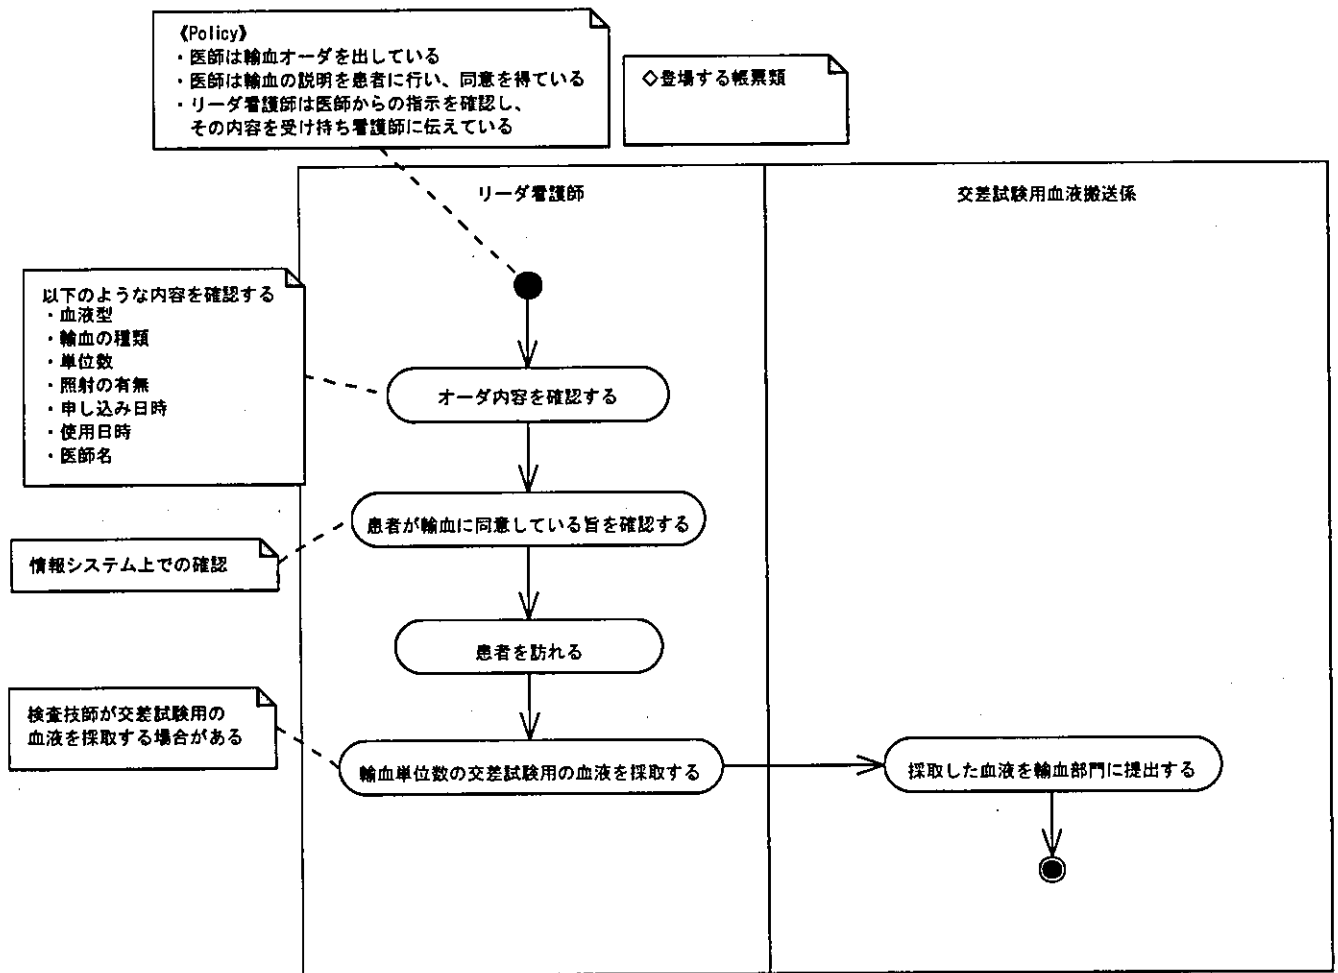 《Policy》
・医師は輸血オーダを出している
・医師は輸血の説明を患者に行い、同意を得ている
・リーダ看護師は医師からの指示を確認し、
その内容を受け持ち看護師に伝えている
◇登場する帳票類
リーダ看護師
交差試験用血液搬送係
以下のような内容を確認する
・血液型
・輸血の種類
・単位数
・照射の有無
・申し込み日時
・使用日時
・医師名
オーダ内容を確認する
患者が輸血に同意している旨を確認する
情報システム上での確認
患者を訪れる
検査技師が交差試験用の
血液を採取する場合がある
輸血単位数の交差試験用の血液を採取する
採取した血液を輸血部門に提出する